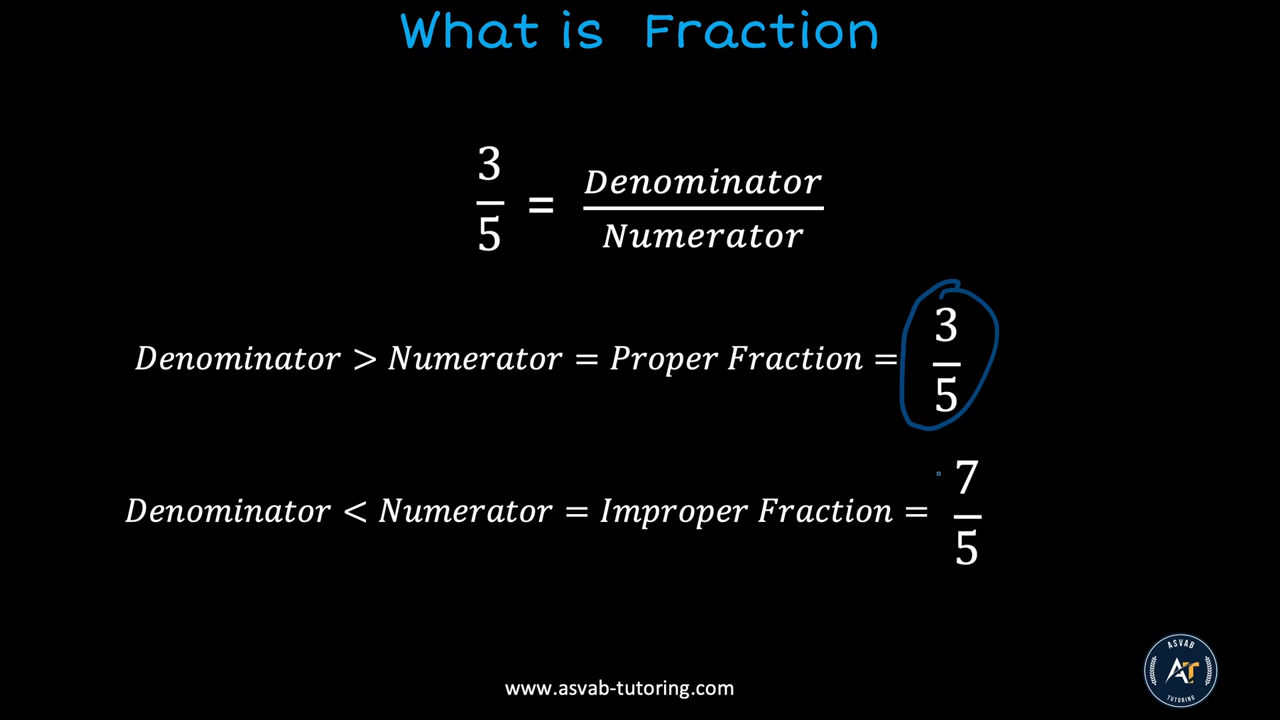 What is Fraction
3/5 = Denominator/Numerator
Denominator > Numerator = Proper Fraction = 3/5
Denominator < Numerator = Improper Fraction = 7/5
ASVAB
AT
TUTORING
www.asvab-tutoring.com